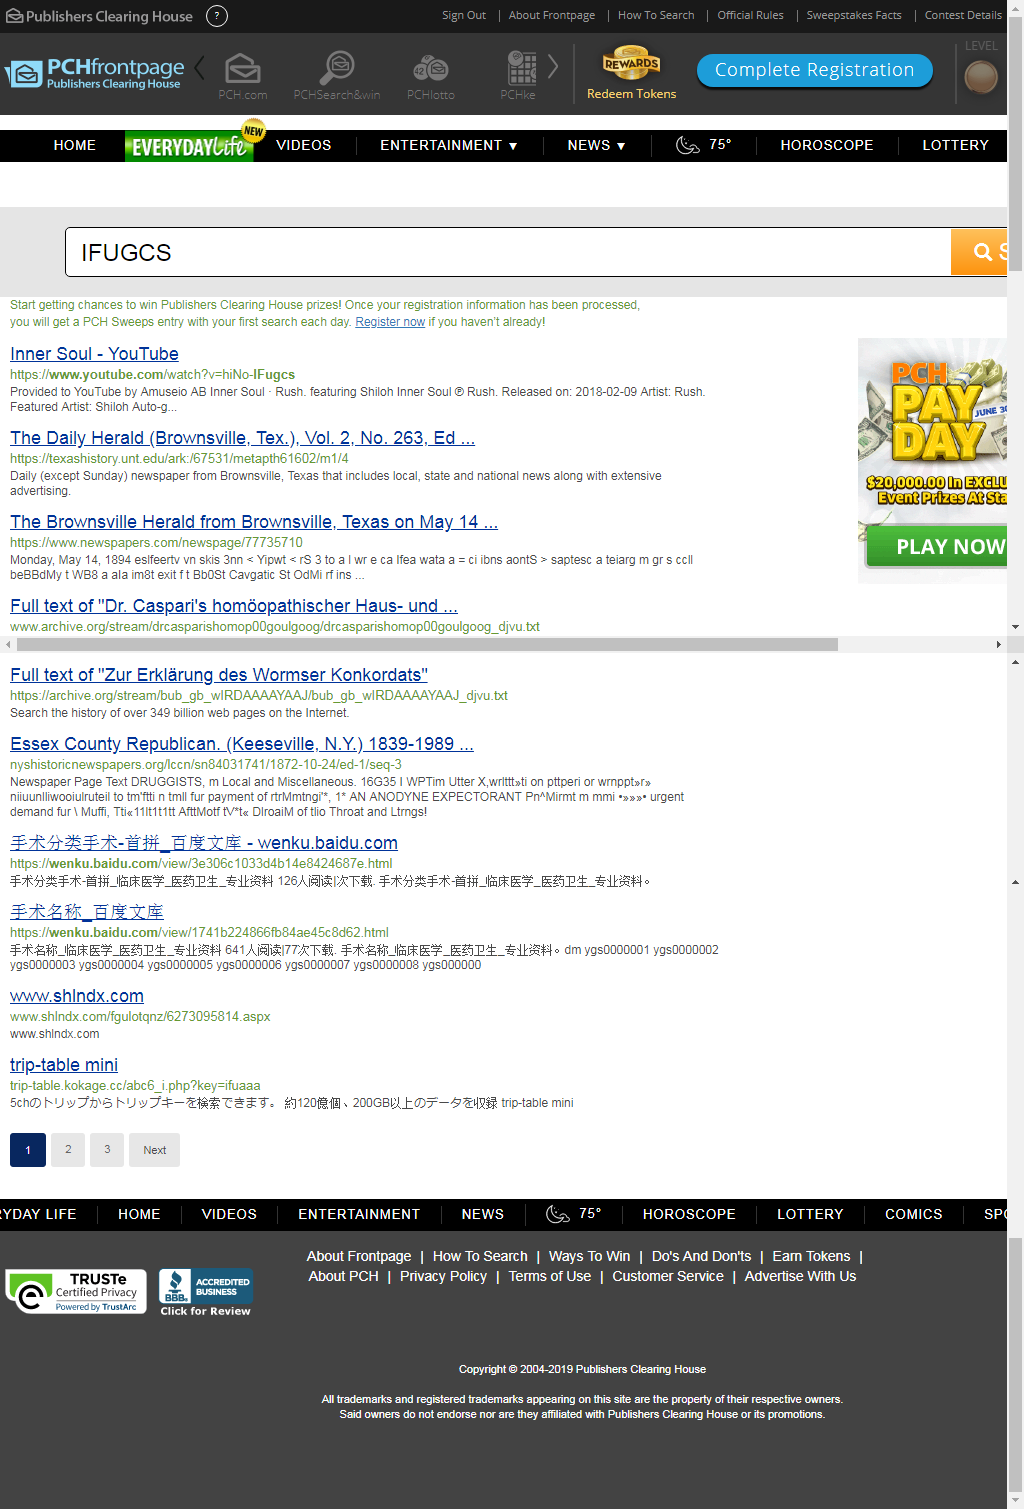 Publishers Clearing House ? Sign Out | About Frontpage | How To Search | Official Rules | Sweepstakes Facts | Contest Details
PCHfrontpage
Publishers Clearing House
PCH.com PCHSearch&win PCHlotto PCHke
REWARDS
Redeem Tokens
Complete Registration
LEVEL
HOME EVERYDAY Life NEW VIDEOS ENTERTAINMENT ▼ NEWS ▼ 75° HOROSCOPE LOTTERY
IFUGCS
S
Start getting chances to win Publishers Clearing House prizes! Once your registration information has been processed,
you will get a PCH Sweeps entry with your first search each day. Register now if you haven't already!
Inner Soul - YouTube
https://www.youtube.com/watch?v=hiNo-IFugcs
Provided to YouTube by Amuseio AB Inner Soul · Rush. featuring Shiloh Inner Soul ℗ Rush. Released on: 2018-02-09 Artist: Rush.
Featured Artist: Shiloh Auto-g...
The Daily Herald (Brownsville, Tex.), Vol. 2, No. 263, Ed ...
https://texashistory.unt.edu/ark:/67531/metapth61602/m1/4
Daily (except Sunday) newspaper from Brownsville, Texas that includes local, state and national news along with extensive
advertising.
The Brownsville Herald from Brownsville, Texas on May 14 ...
https://www.newspapers.com/newspage/77735710
Monday, May 14, 1894 eslfeertv vn skis 3nn < Yipwt < rS 3 to a l wr e ca Ifea wata a = ci ibns aontS > saptesc a teiarg m gr s ccll
beBBdMy t WB8 a ala im8t exit f t Bb0St Cavgatic St OdMi rf ins ...
Full text of "Dr. Caspari's homöopathischer Haus- und ...
www.archive.org/stream/drcasparishomop00goulgoog/drcasparishomop00goulgoog_djvu.txt
PCH
PAY
DAY
JUNE 30
$20,000.00 In EXCLU
Event Prizes At Sta
PLAY NOW
Full text of "Zur Erklärung des Wormser Konkordats"
https://archive.org/stream/bub_gb_wIRDAAAAYAAJ/bub_gb_wIRDAAAAYAAJ_djvu.txt
Search the history of over 349 billion web pages on the Internet.
Essex County Republican. (Keeseville, N.Y.) 1839-1989 ...
nyshistoricnewspapers.org/lccn/sn84031741/1872-10-24/ed-1/seq-3
Newspaper Page Text DRUGGISTS, m Local and Miscellaneous. 16G35 I WPTim Utter X,wrlttt»ti on pttperi or wrnppt»r»
niiuunlliwooiulruteil to tm'ftti n tmll fur payment of rtrMmtngi'*, 1* AN ANODYNE EXPECTORANT Pn^Mirmt m mmi •»»»• urgent
demand fur \ Muffi, Tti«11lt1t1tt AfttMotf t\/*t« DlroaiM of tlio Throat and Ltrngs!
手术分类手术-首拼_百度文库 - wenku.baidu.com
https://wenku.baidu.com/view/3e306c1033d4b14e8424687e.html
手术分类手术-首拼_临床医学_医药卫生_专业资料 126人阅读|次下载. 手术分类手术-首拼_临床医学_医药卫生_专业资料。
手术名称_百度文库
https://wenku.baidu.com/view/1741b224866fb84ae45c8d62.html
手术名称_临床医学_医药卫生_专业资料 641人阅读|77次下载. 手术名称_临床医学_医药卫生_专业资料。dm ygs0000001 ygs0000002
ygs0000003 ygs0000004 ygs0000005 ygs0000006 ygs0000007 ygs0000008 ygs000000
www.shlndx.com
www.shlndx.com/fgulotqnz/6273095814.aspx
www.shlndx.com
trip-table mini
trip-table.kokage.cc/abc6_i.php?key=ifuaaa
5chのトリップからトリップキーを検索できます。 約120億個、200GB以上のデータを収録 trip-table mini
1 2 3 Next
RYDAY LIFE HOME VIDEOS ENTERTAINMENT NEWS 75° HOROSCOPE LOTTERY COMICS SPO
About Frontpage | How To Search | Ways To Win | Do's And Don'ts | Earn Tokens |
About PCH | Privacy Policy | Terms of Use | Customer Service | Advertise With Us
TRUSTe
Certified Privacy
Powered by TrustArc
BBB.
ACCREDITED
BUSINESS
Click for Review
Copyright © 2004-2019 Publishers Clearing House
All trademarks and registered trademarks appearing on this site are the property of their respective owners.
Said owners do not endorse nor are they affiliated with Publishers Clearing House or its promotions.